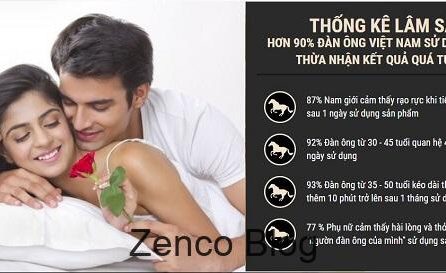 THỐNG KÊ LÂM
HƠN 90% ĐÀN ÔNG VIỆT NAM SỬ
THỪA NHẬN KẾT QUẢ QUÁ
87% Nam giới cảm thấy rạo rực khi
sau 1 ngày sử dụng sản phẩm
92% Đàn ông từ 30 - 45 tuổi quan hệ
ngày sử dụng
93% Đàn ông từ 35 - 50 tuổi kéo dài
thêm 10 phút trở lên sau 1 tháng sử
77 % Phụ nữ cảm thấy hài lòng và
"người đàn ông của mình" sử dụng
Zenco Blog